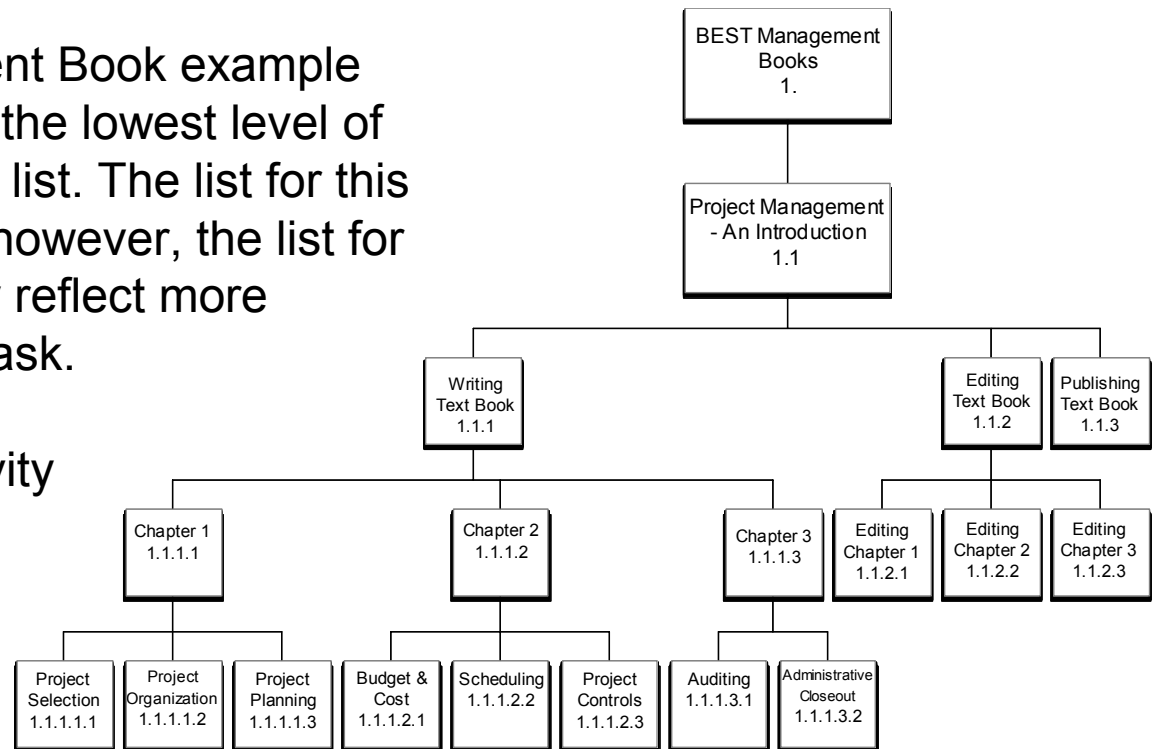 ent Book example
the lowest level of
list. The list for this
however, the list for
reflect more
ask.
vity
BEST Management
Books
1.
Project Management
- An Introduction
1.1
Writing
Text Book
1.1.1
Editing
Text Book
1.1.2
Publishing
Text Book
1.1.3
Chapter 1
1.1.1.1
Chapter 2
1.1.1.2
Chapter 3
1.1.1.3
Editing
Chapter 1
1.1.2.1
Editing
Chapter 2
1.1.2.2
Editing
Chapter 3
1.1.2.3
Project
Selection
1.1.1.1.1
Project
Organization
1.1.1.1.2
Project
Planning
1.1.1.1.3
Budget &
Cost
1.1.1.2.1
Scheduling
1.1.1.2.2
Project
Controls
1.1.1.2.3
Auditing
1.1.1.3.1
Administrative
Closeout
1.1.1.3.2